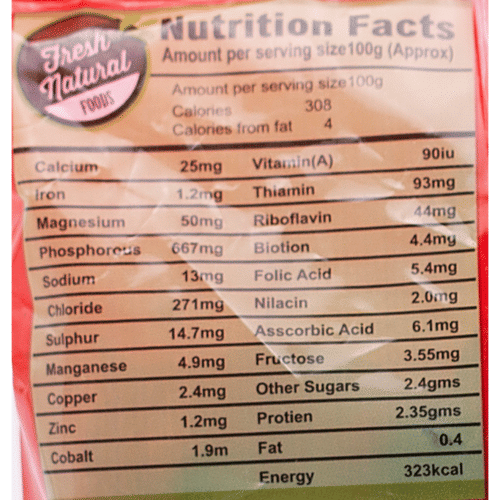 Fresh
Natural
FOODS
Nutrition Facts
Amount per serving size100g (Approx)
Amount per serving size100g
Calories 308
Calories from fat 4
Calcium 25mg Vitamin(A) 90iu
Iron 1.2mg Thiamin 93mg
Magnesium 50mg Riboflavin 44mg
Phosphorous 667mg Biotion 4.4mg
Sodium 13mg Folic Acid 5.4mg
Chloride 271mg Nilacin 2.0mg
Sulphur 14.7mg Asscorbic Acid 6.1mg
Manganese 4.9mg Fructose 3.55mg
Copper 2.4mg Other Sugars 2.4gms
Zinc 1.2mg Protien 2.35gms
Cobalt 1.9m Fat 0.4
Energy 323kcal